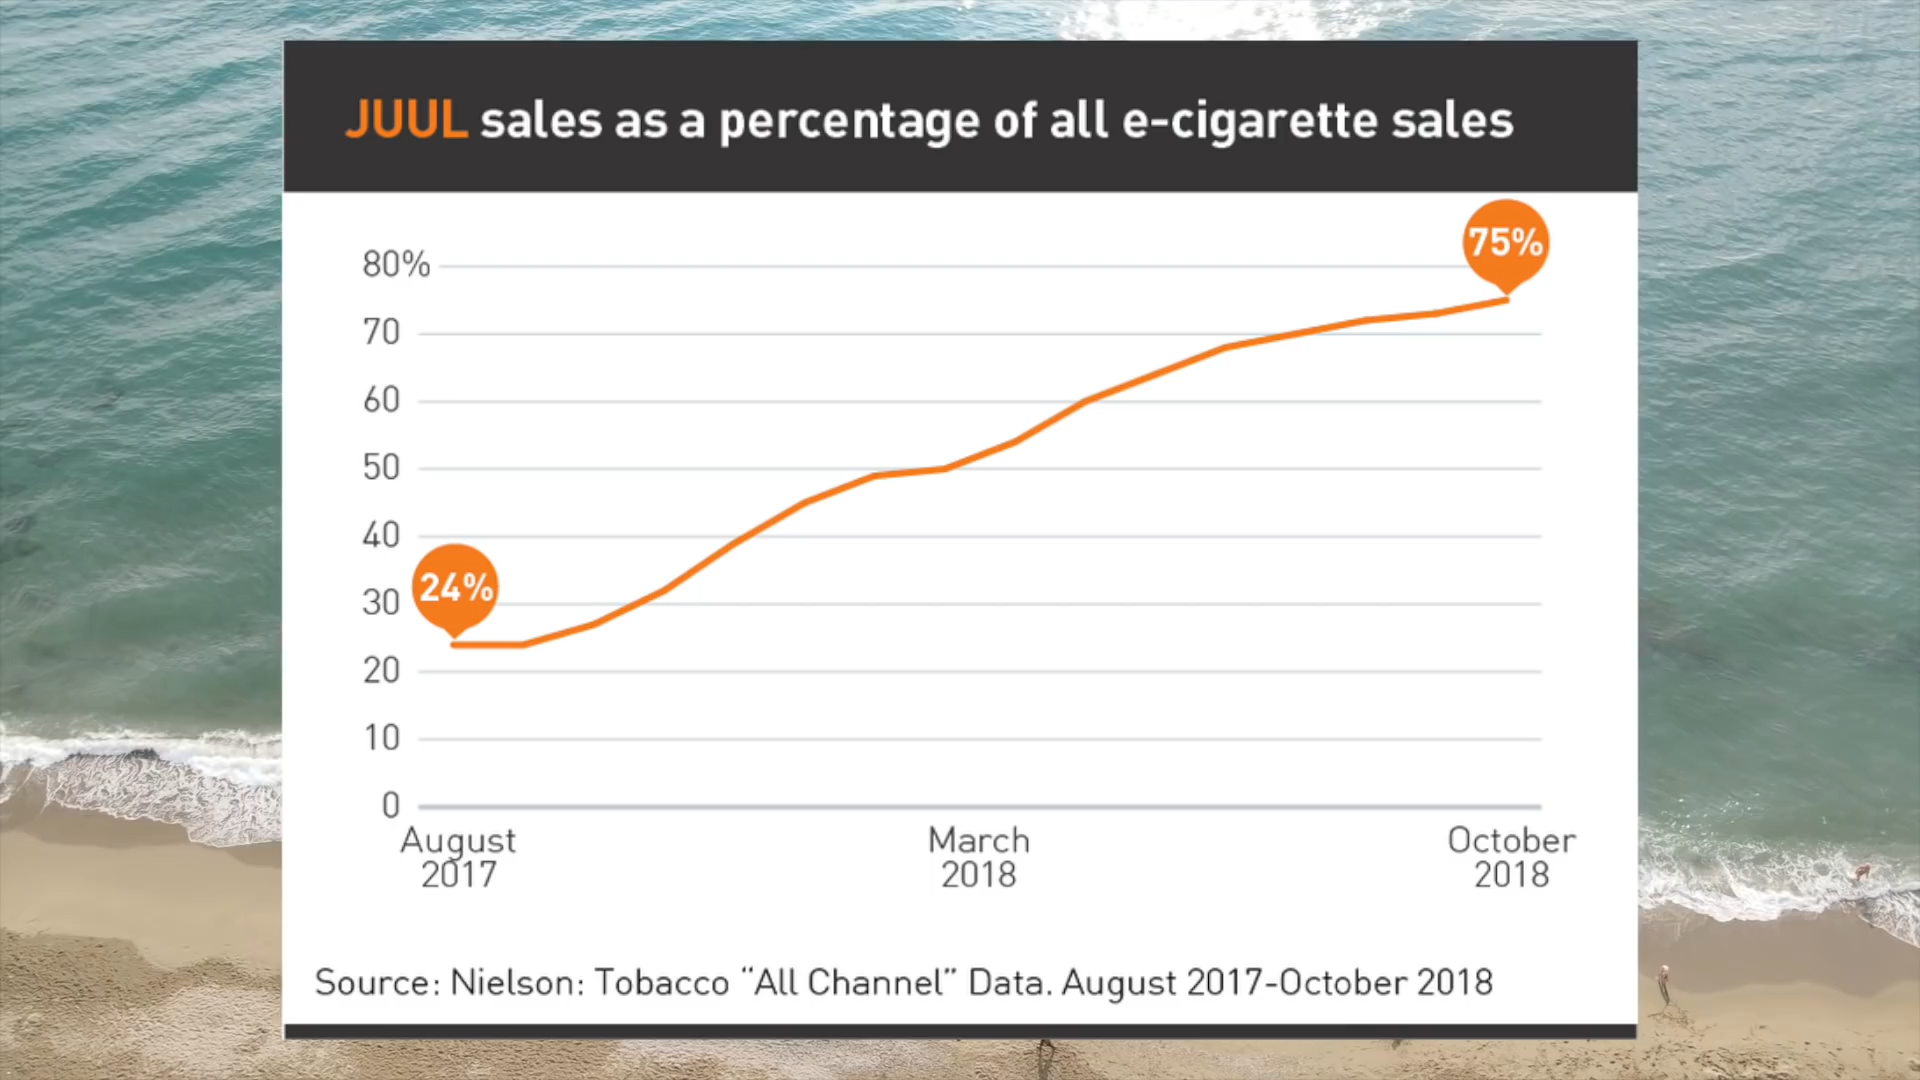 JUUL sales as a percentage of all e-cigarette sales
75%
80%
70
60
50
40
24%
30
20
10
0
August March October
2017 2018 2018
Source: Nielson: Tobacco “All Channel” Data. August 2017-October 2018